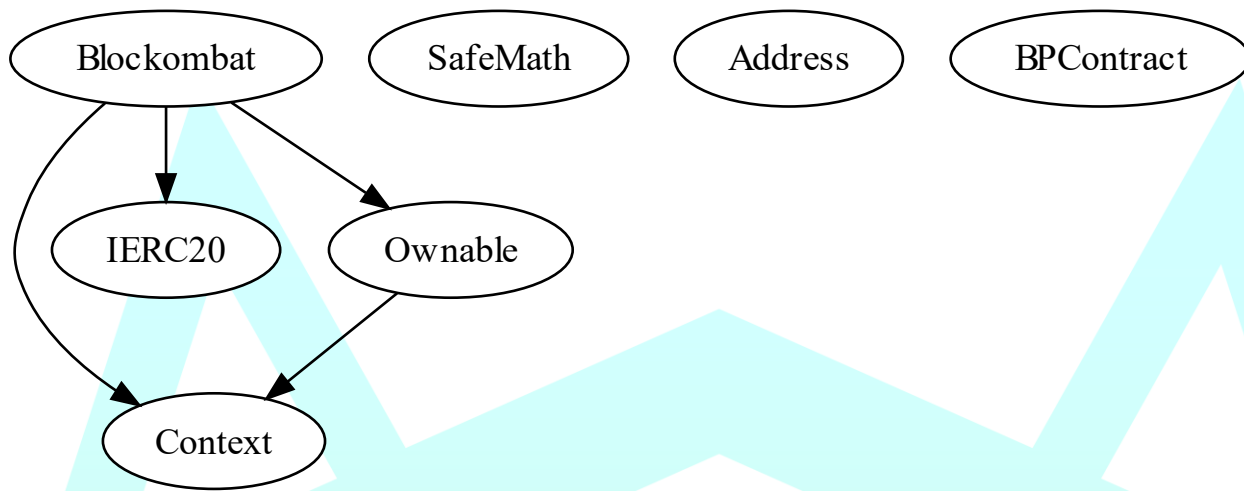 Blockombat
SafeMath
Address
BPContract
IERC20
Ownable
Context